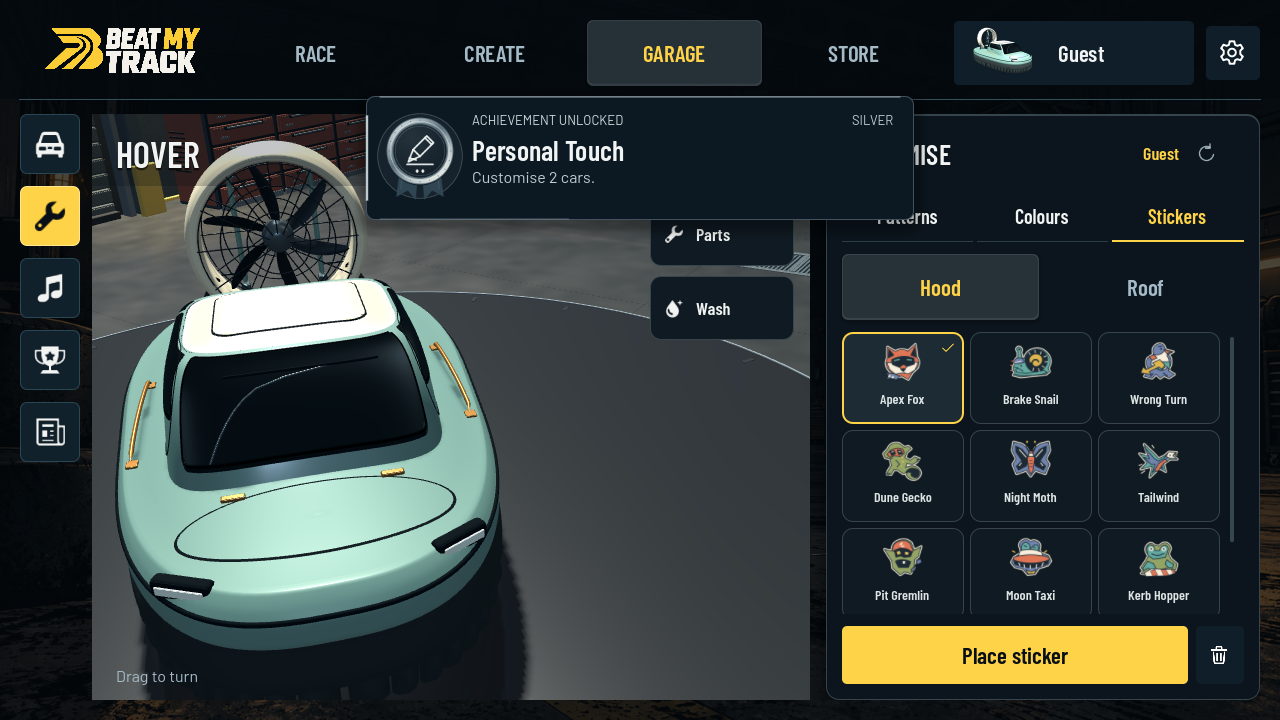 BEAT MY
TRACK
RACE
CREATE
GARAGE
STORE
Guest
ACHIEVEMENT UNLOCKED
SILVER
Personal Touch
Customise 2 cars.
HOVER
Guest
Parts
Wash
Colours
Stickers
Hood
Roof
Apex Fox
Brake Snail
Wrong Turn
Dune Gecko
Night Moth
Tailwind
Pit Gremlin
Moon Taxi
Kerb Hopper
Place sticker
Drag to turn